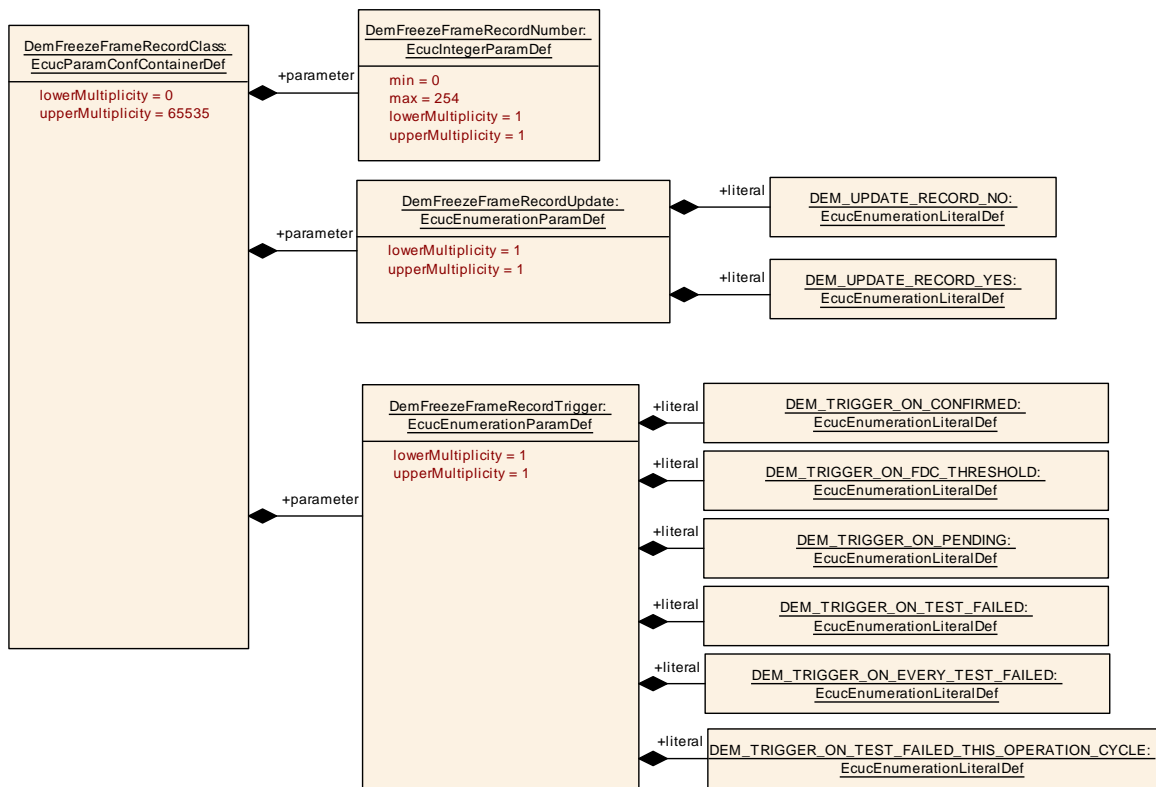 DemFreezeFrameRecordClass:
EcucParamConfContainerDef
lowerMultiplicity = 0
upperMultiplicity = 65535
+parameter
DemFreezeFrameRecordNumber:
EcucIntegerParamDef
min = 0
max = 254
lowerMultiplicity = 1
upperMultiplicity = 1
+parameter
DemFreezeFrameRecordUpdate:
EcucEnumerationParamDef
lowerMultiplicity = 1
upperMultiplicity = 1
+literal
DEM_UPDATE_RECORD_NO:
EcucEnumerationLiteralDef
+literal
DEM_UPDATE_RECORD_YES:
EcucEnumerationLiteralDef
+parameter
DemFreezeFrameRecordTrigger:
EcucEnumerationParamDef
lowerMultiplicity = 1
upperMultiplicity = 1
+literal
DEM_TRIGGER_ON_CONFIRMED:
EcucEnumerationLiteralDef
+literal
DEM_TRIGGER_ON_FDC_THRESHOLD:
EcucEnumerationLiteralDef
+literal
DEM_TRIGGER_ON_PENDING:
EcucEnumerationLiteralDef
+literal
DEM_TRIGGER_ON_TEST_FAILED:
EcucEnumerationLiteralDef
+literal
DEM_TRIGGER_ON_EVERY_TEST_FAILED:
EcucEnumerationLiteralDef
+literal
DEM_TRIGGER_ON_TEST_FAILED_THIS_OPERATION_CYCLE:
EcucEnumerationLiteralDef